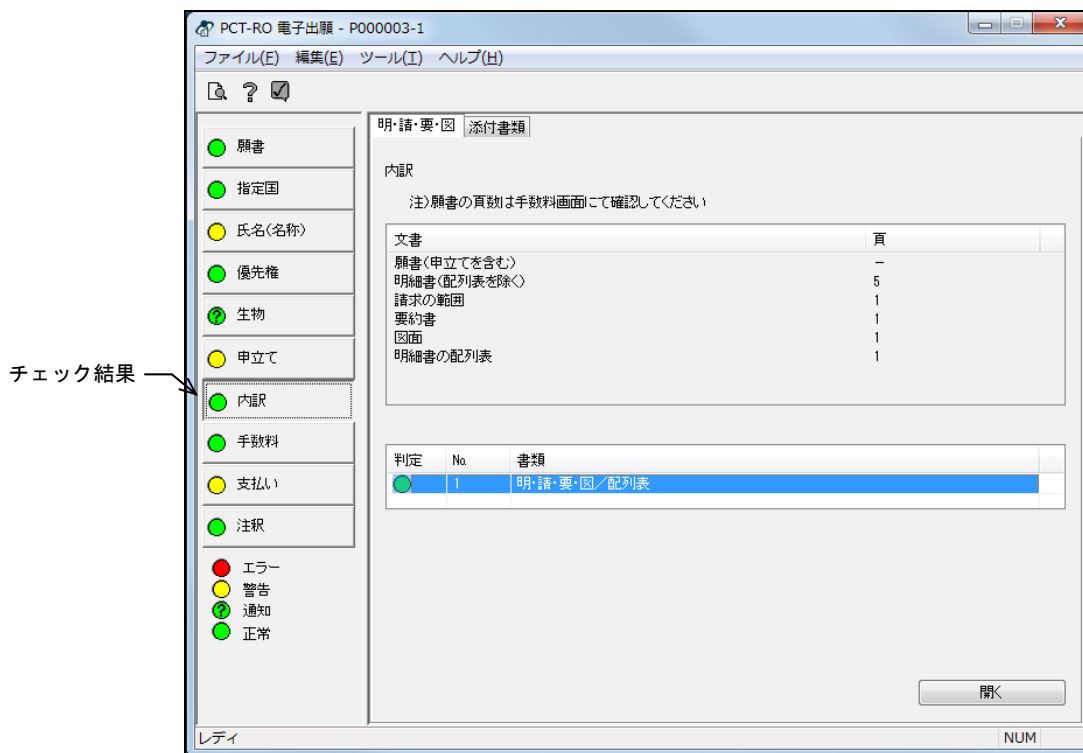 PCT-RO 電子出願 - P000003-1
ファイル(F) 編集(E) ツール(T) ヘルプ(H)
明・請・要・図 添付書類
願書
指定国
氏名(名称)
優先権
生物
申立て
内訳
手数料
支払い
注釈
エラー
警告
通知
正常
チェック結果
内訳
注)願書の頁数は手数料画面にて確認してください
文書 頁
願書(申立てを含む) －
明細書(配列表を除く) 5
請求の範囲 1
要約書 1
図面 1
明細書の配列表 1
判定 No. 書類
1 明・請・要・図／配列表
開く
レディ NUM